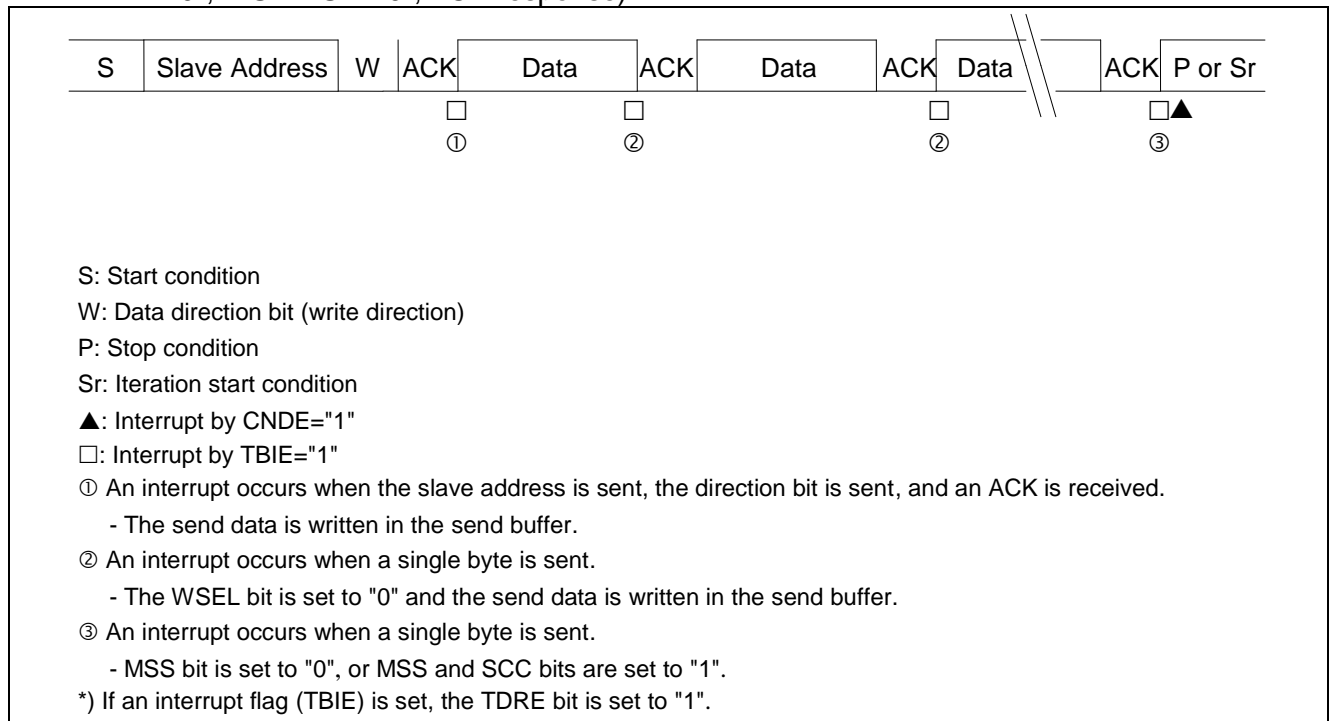 S Slave Address W ACK Data ACK Data ACK Data ACK P or Sr
□ □ □ □▲
① ② ② ③
S: Start condition
W: Data direction bit (write direction)
P: Stop condition
Sr: Iteration start condition
▲: Interrupt by CNDE="1"
□: Interrupt by TBIE="1"
① An interrupt occurs when the slave address is sent, the direction bit is sent, and an ACK is received.
- The send data is written in the send buffer.
② An interrupt occurs when a single byte is sent.
- The WSEL bit is set to "0" and the send data is written in the send buffer.
③ An interrupt occurs when a single byte is sent.
- MSS bit is set to "0", or MSS and SCC bits are set to "1".
*) If an interrupt flag (TBIE) is set, the TDRE bit is set to "1".